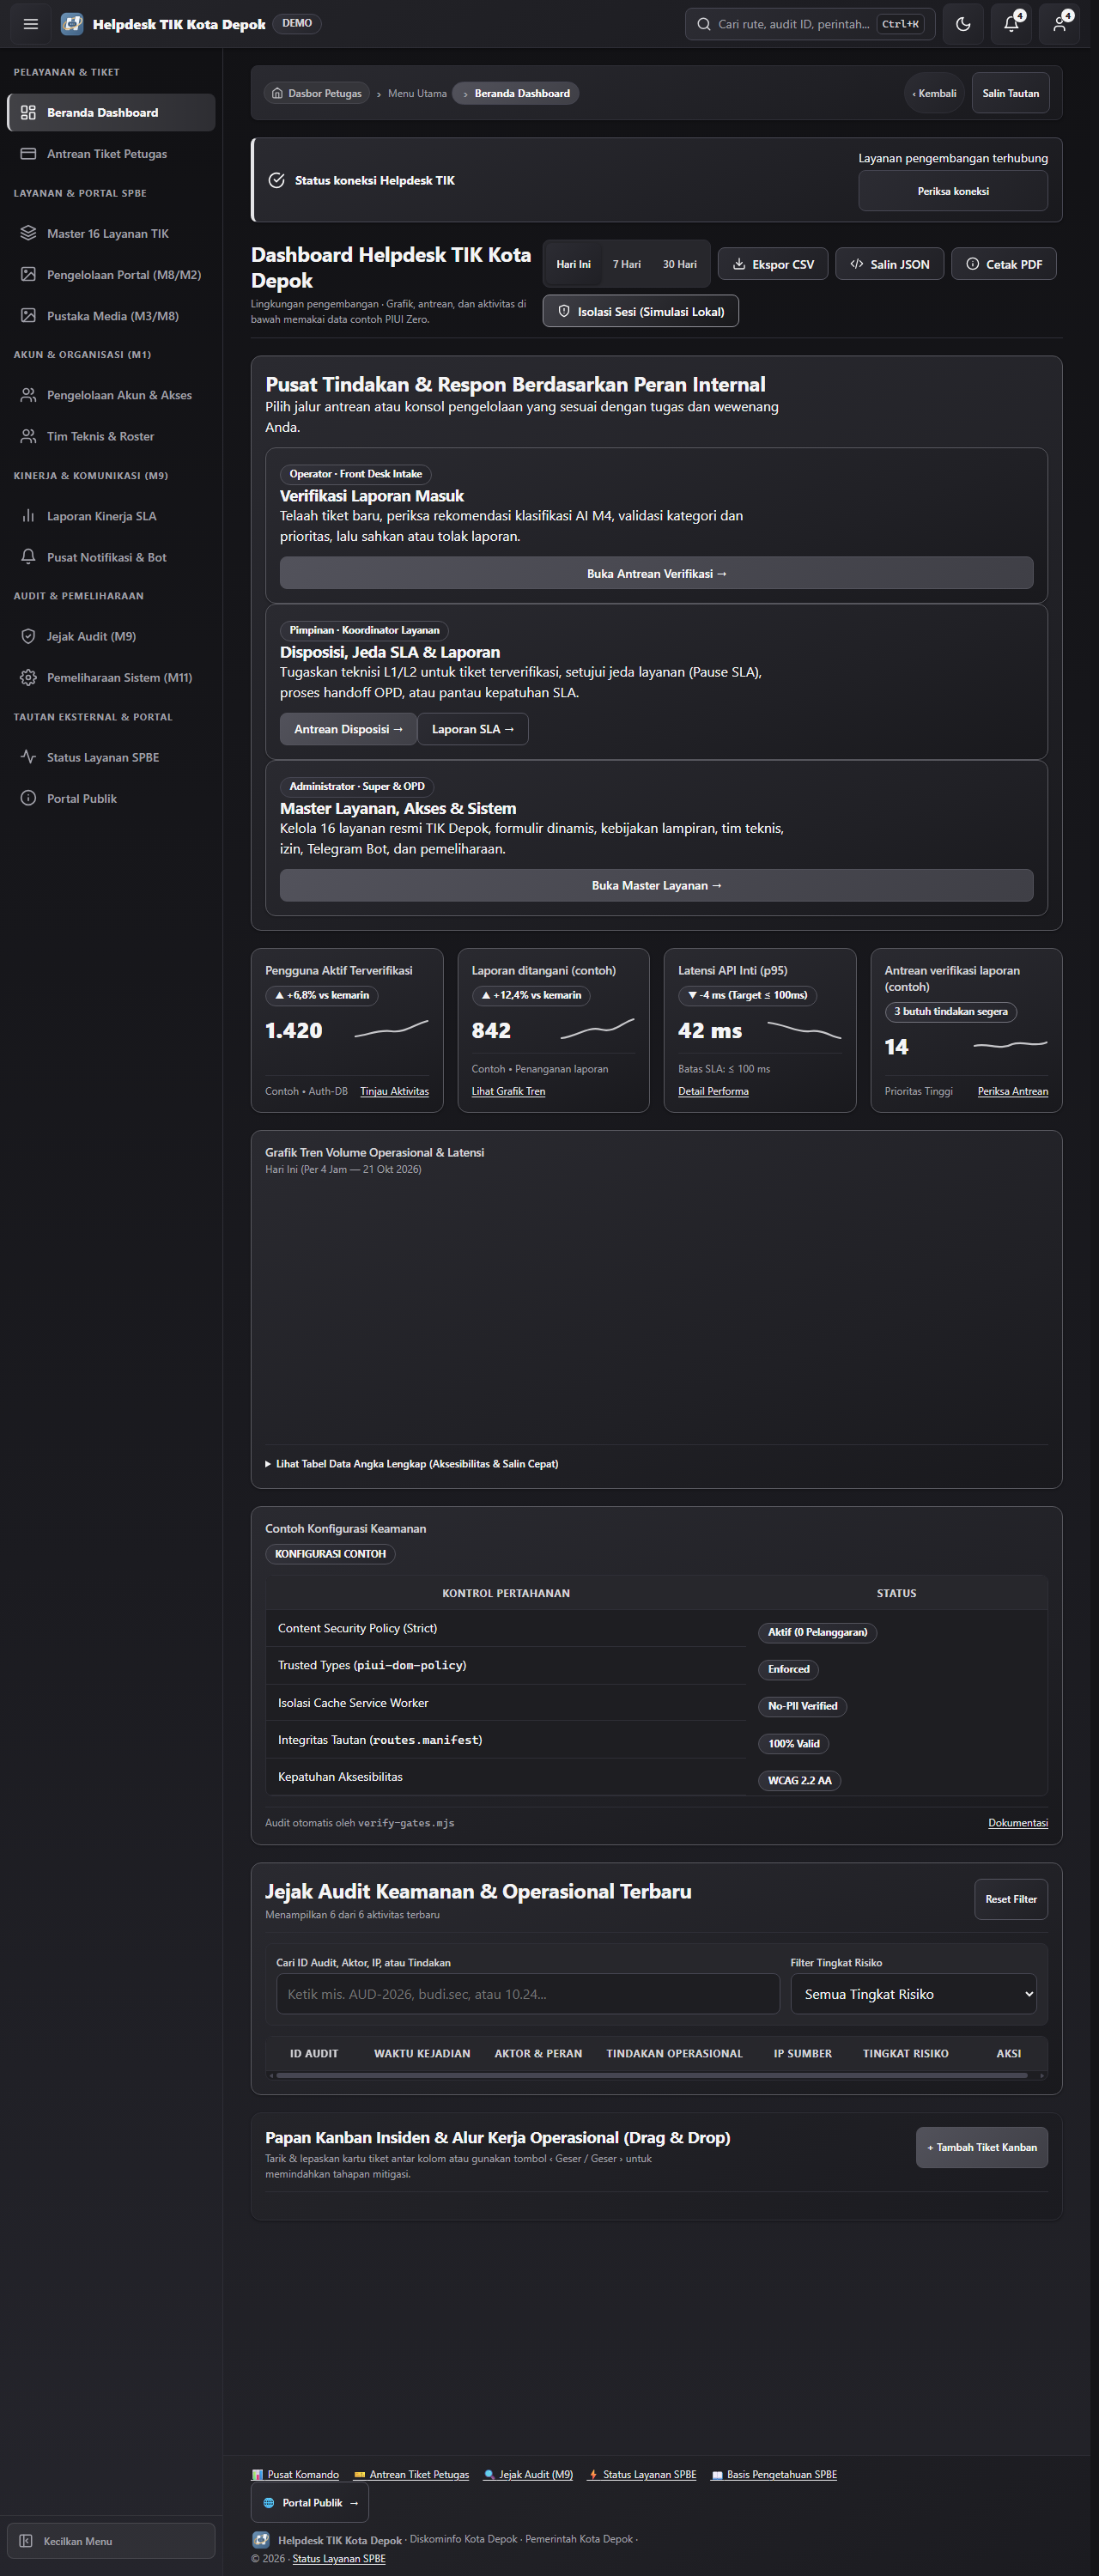 Helpdesk TIK Kota Depok DEMO
Cari rute, audit ID, perintah... Ctrl+K
4
4
PELAYANAN & TIKET
Beranda Dashboard
Antrean Tiket Petugas
LAYANAN & PORTAL SPBE
Master 16 Layanan TIK
Pengelolaan Portal (M8/M2)
Pustaka Media (M3/M8)
AKUN & ORGANISASI (M1)
Pengelolaan Akun & Akses
Tim Teknis & Roster
KINERJA & KOMUNIKASI (M9)
Laporan Kinerja SLA
Pusat Notifikasi & Bot
AUDIT & PEMELIHARAAN
Jejak Audit (M9)
Pemeliharaan Sistem (M11)
TAUTAN EKSTERNAL & PORTAL
Status Layanan SPBE
Portal Publik
Kecilkan Menu
Dasbor Petugas › Menu Utama › Beranda Dashboard
‹ Kembali
Salin Tautan
Status koneksi Helpdesk TIK
Layanan pengembangan terhubung
Periksa koneksi
Dashboard Helpdesk TIK Kota
Depok
Lingkungan pengembangan · Grafik, antrean, dan aktivitas di
bawah memakai data contoh PIUI Zero.
Hari Ini 7 Hari 30 Hari
Ekspor CSV
Salin JSON
Cetak PDF
Isolasi Sesi (Simulasi Lokal)
Pusat Tindakan & Respon Berdasarkan Peran Internal
Pilih jalur antrean atau konsol pengelolaan yang sesuai dengan tugas dan wewenang
Anda.
Operator · Front Desk Intake
Verifikasi Laporan Masuk
Telaah tiket baru, periksa rekomendasi klasifikasi AI M4, validasi kategori dan
prioritas, lalu sahkan atau tolak laporan.
Buka Antrean Verifikasi →
Pimpinan · Koordinator Layanan
Disposisi, Jeda SLA & Laporan
Tugaskan teknisi L1/L2 untuk tiket terverifikasi, setujui jeda layanan (Pause SLA),
proses handoff OPD, atau pantau kepatuhan SLA.
Antrean Disposisi → Laporan SLA →
Administrator · Super & OPD
Master Layanan, Akses & Sistem
Kelola 16 layanan resmi TIK Depok, formulir dinamis, kebijakan lampiran, tim teknis,
izin, Telegram Bot, dan pemeliharaan.
Buka Master Layanan →
Pengguna Aktif Terverifikasi
▲ +6,8% vs kemarin
1.420
Contoh • Auth-DB Tinjau Aktivitas
Laporan ditangani (contoh)
▲ +12,4% vs kemarin
842
Contoh • Penanganan laporan
Lihat Grafik Tren
Latensi API Inti (p95)
▼ -4 ms (Target ≤ 100ms)
42 ms
Batas SLA: ≤ 100 ms
Detail Performa
Antrean verifikasi laporan
(contoh)
3 butuh tindakan segera
14
Prioritas Tinggi Periksa Antrean
Grafik Tren Volume Operasional & Latensi
Hari Ini (Per 4 Jam — 21 Okt 2026)
▶ Lihat Tabel Data Angka Lengkap (Aksesibilitas & Salin Cepat)
Contoh Konfigurasi Keamanan
KONFIGURASI CONTOH
KONTROL PERTAHANAN STATUS
Content Security Policy (Strict) Aktif (0 Pelanggaran)
Trusted Types (piui-dom-policy) Enforced
Isolasi Cache Service Worker No-PII Verified
Integritas Tautan (routes.manifest) 100% Valid
Kepatuhan Aksesibilitas WCAG 2.2 AA
Audit otomatis oleh verify-gates.mjs Dokumentasi
Jejak Audit Keamanan & Operasional Terbaru
Menampilkan 6 dari 6 aktivitas terbaru
Reset Filter
Cari ID Audit, Aktor, IP, atau Tindakan
Ketik mis. AUD-2026, budi.sec, atau 10.24...
Filter Tingkat Risiko
Semua Tingkat Risiko
ID AUDIT WAKTU KEJADIAN AKTOR & PERAN TINDAKAN OPERASIONAL IP SUMBER TINGKAT RISIKO AKSI
Papan Kanban Insiden & Alur Kerja Operasional (Drag & Drop)
Tarik & lepaskan kartu tiket antar kolom atau gunakan tombol ‹ Geser / Geser › untuk
memindahkan tahapan mitigasi.
+ Tambah Tiket Kanban
Pusat Komando Antrean Tiket Petugas Jejak Audit (M9) Status Layanan SPBE Basis Pengetahuan SPBE
Portal Publik →
Helpdesk TIK Kota Depok · Diskominfo Kota Depok · Pemerintah Kota Depok ·
© 2026 · Status Layanan SPBE